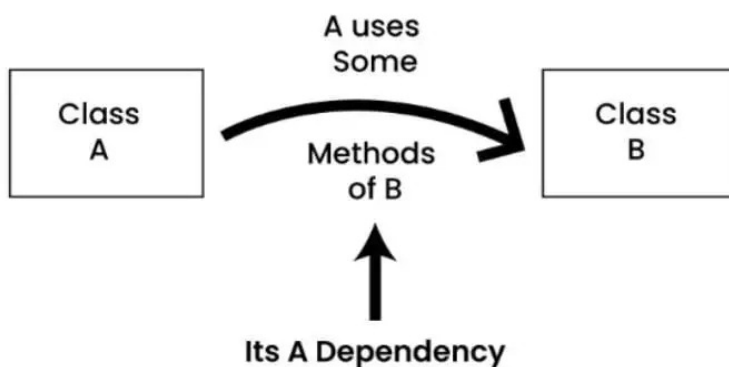 A uses
Some
Class
A
Methods
of B
Class
B
Its A Dependency